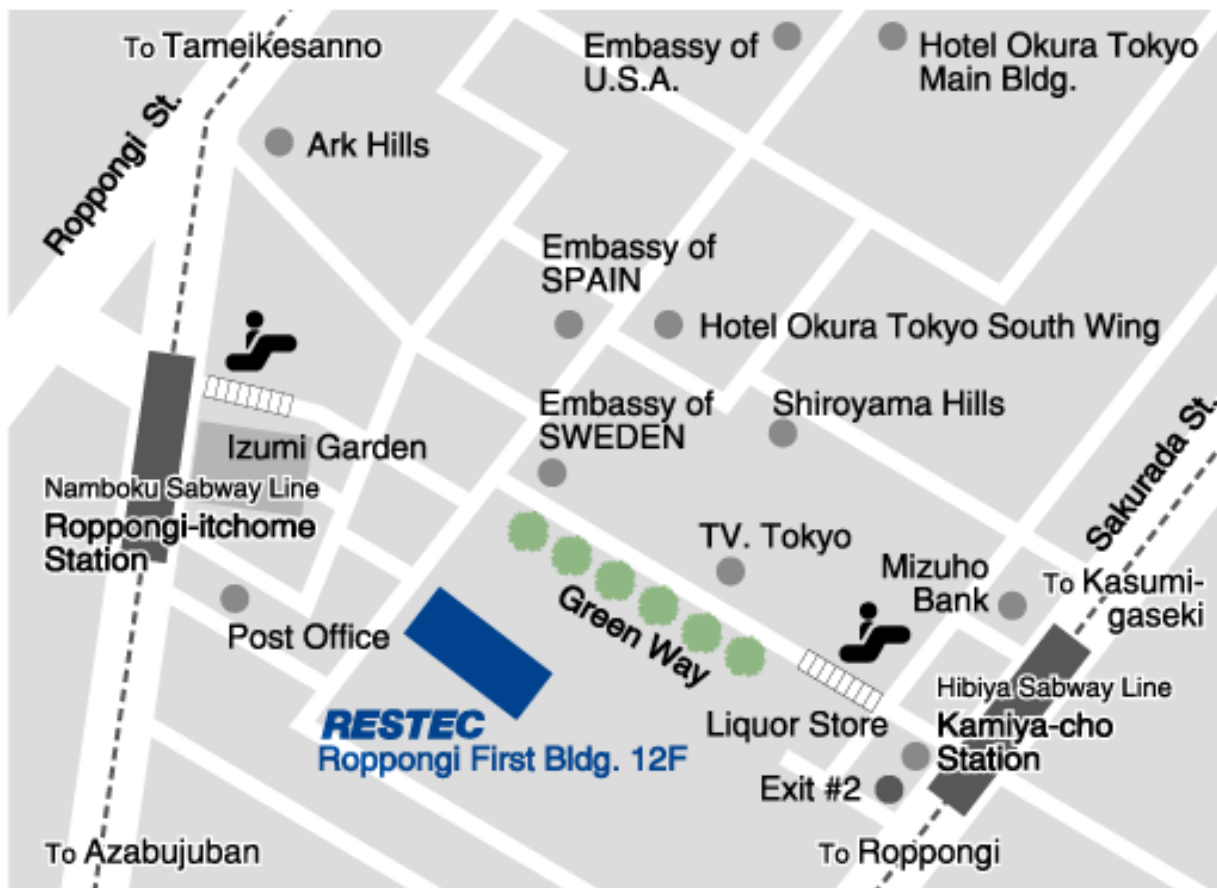 To Tameikesanno
Embassy of
U.S.A.
Hotel Okura Tokyo
Main Bldg.
Roppongi St.
Ark Hills
Embassy of
SPAIN
Hotel Okura Tokyo South Wing
Embassy of
SWEDEN
Shiroyama Hills
Sakurada St.
Izumi Garden
Namboku Sabway Line
Roppongi-itchome
Station
TV. Tokyo
Mizuho
Bank
To Kasumi-
gaseki
Green Way
Post Office
Hibiya Sabway Line
Kamiya-cho
Station
Liquor Store
RESTEC
Roppongi First Bldg. 12F
Exit #2
To Azabujuban
To Roppongi